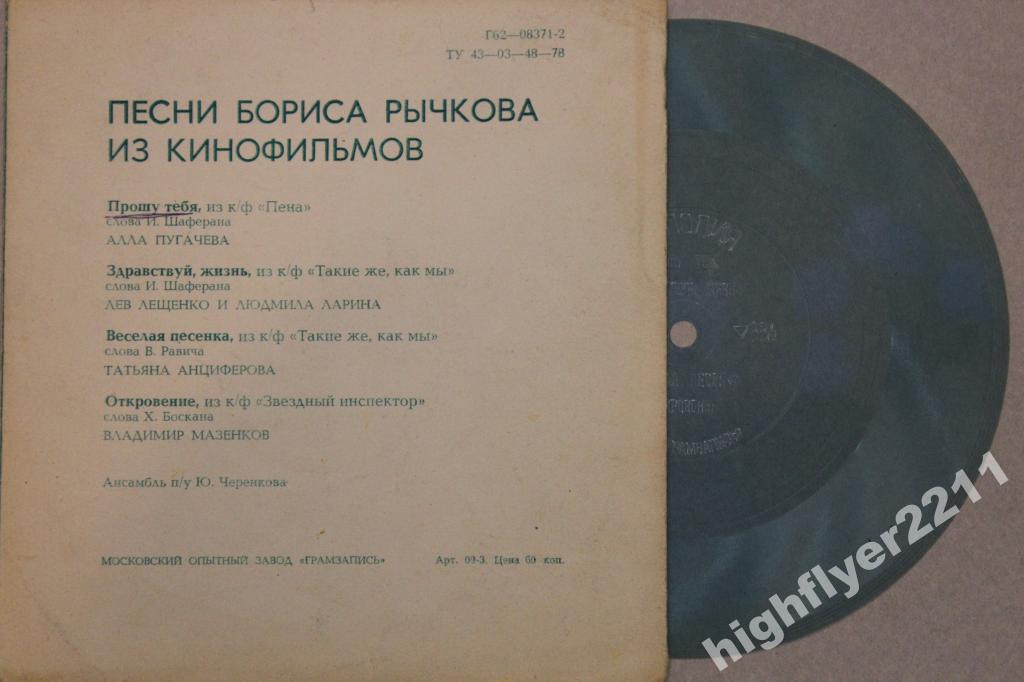 Г62—08371-2
ТУ 43—03—48—78
ПЕСНИ БОРИСА РЫЧКОВА
ИЗ КИНОФИЛЬМОВ
Прошу тебя, из к/ф «Пена»
слова И. Шаферана
АЛЛА ПУГАЧЕВА
Здравствуй, жизнь, из к/ф «Такие же, как мы»
слова И. Шаферана
ЛЕВ ЛЕЩЕНКО И ЛЮДМИЛА ЛАРИНА
Веселая песенка, из к/ф «Такие же, как мы»
слова В. Равича
ТАТЬЯНА АНЦИФЕРОВА
Откровение, из к/ф «Звездный инспектор»
слова Х. Боскана
ВЛАДИМИР МАЗЕНКОВ
Ансамбль п/у Ю. Черенкова
МОСКОВСКИЙ ОПЫТНЫЙ ЗАВОД «ГРАМЗАПИСЬ» Арт. 09-3. Цена 60 коп.
highflyer2211